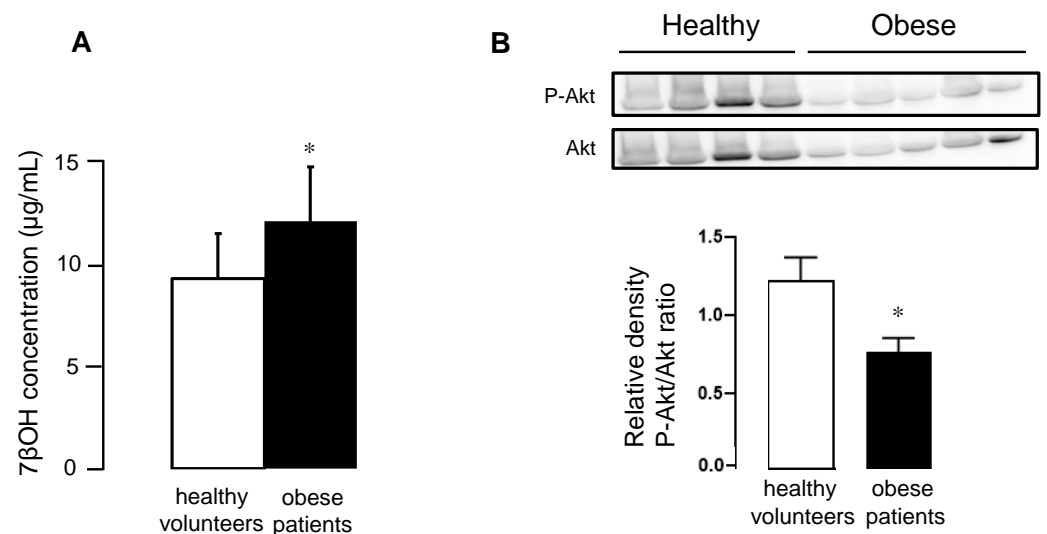 A
7βOH concentration (µg/mL)
15
10
5
0
*
healthy
volunteers
obese
patients
B
Healthy
Obese
P-Akt
Akt
Relative density
P-Akt/Akt ratio
1.5
1.0
0.5
0.0
*
healthy
volunteers
obese
patients